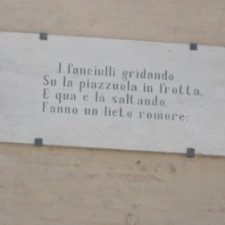 I fanciulli gridando
Su la piazzuola in frotta,
E qua e là saltando,
Fanno un lieto romore: